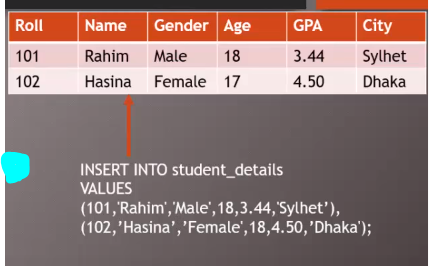 Roll Name Gender Age GPA City
101 Rahim Male 18 3.44 Sylhet
102 Hasina Female 17 4.50 Dhaka
INSERT INTO student_details
VALUES
(101,'Rahim','Male',18,3.44,'Sylhet’),
(102,’Hasina’,’Female',18,4.50,’Dhaka');